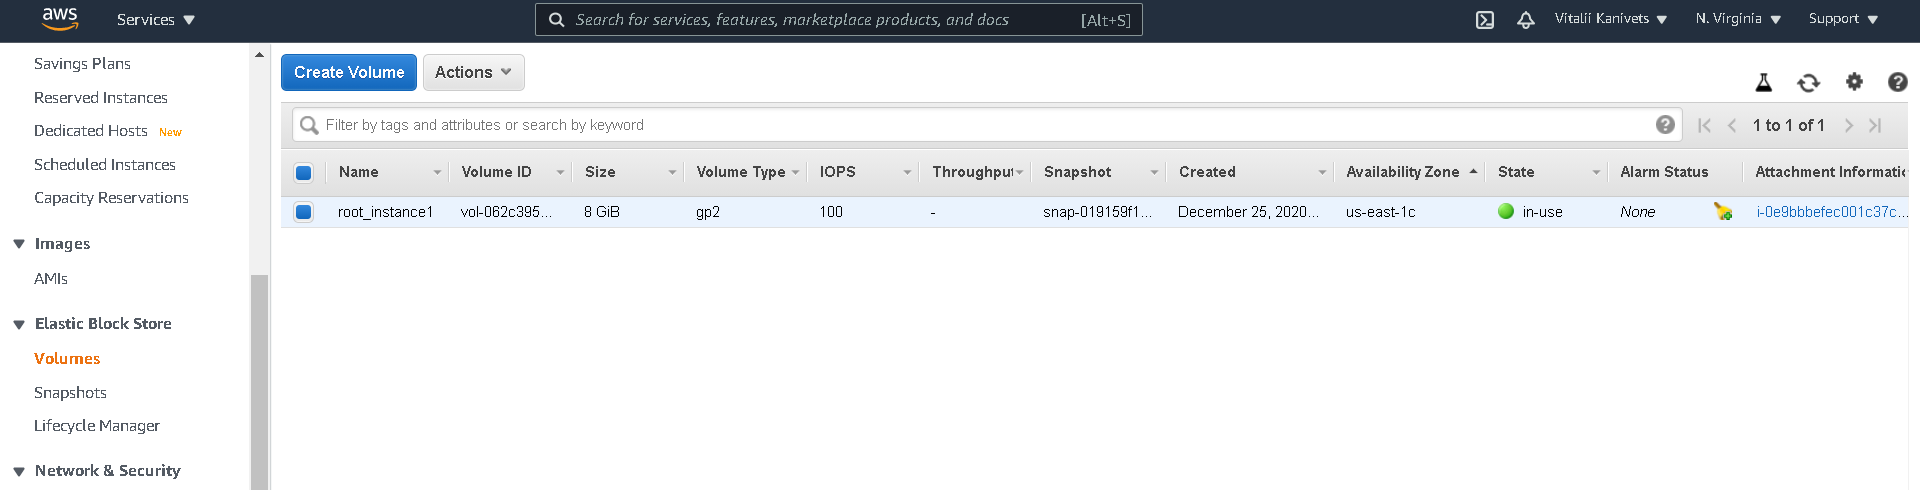 aws
Services
Search for services, features, marketplace products, and docs
[Alt+S]
Vitalii Kanivets
N. Virginia
Support
Savings Plans
Reserved Instances
Dedicated Hosts New
Scheduled Instances
Capacity Reservations
Images
AMIs
Elastic Block Store
Volumes
Snapshots
Lifecycle Manager
Network & Security
Create Volume
Actions
Filter by tags and attributes or search by keyword
1 to 1 of 1
Name Volume ID Size Volume Type IOPS Throughput Snapshot Created Availability Zone State Alarm Status Attachment Informatic
root_instance1 vol-062c395... 8 GiB gp2 100 - snap-019159f1... December 25, 2020... us-east-1c in-use None i-0e9bbbefec001c37c...